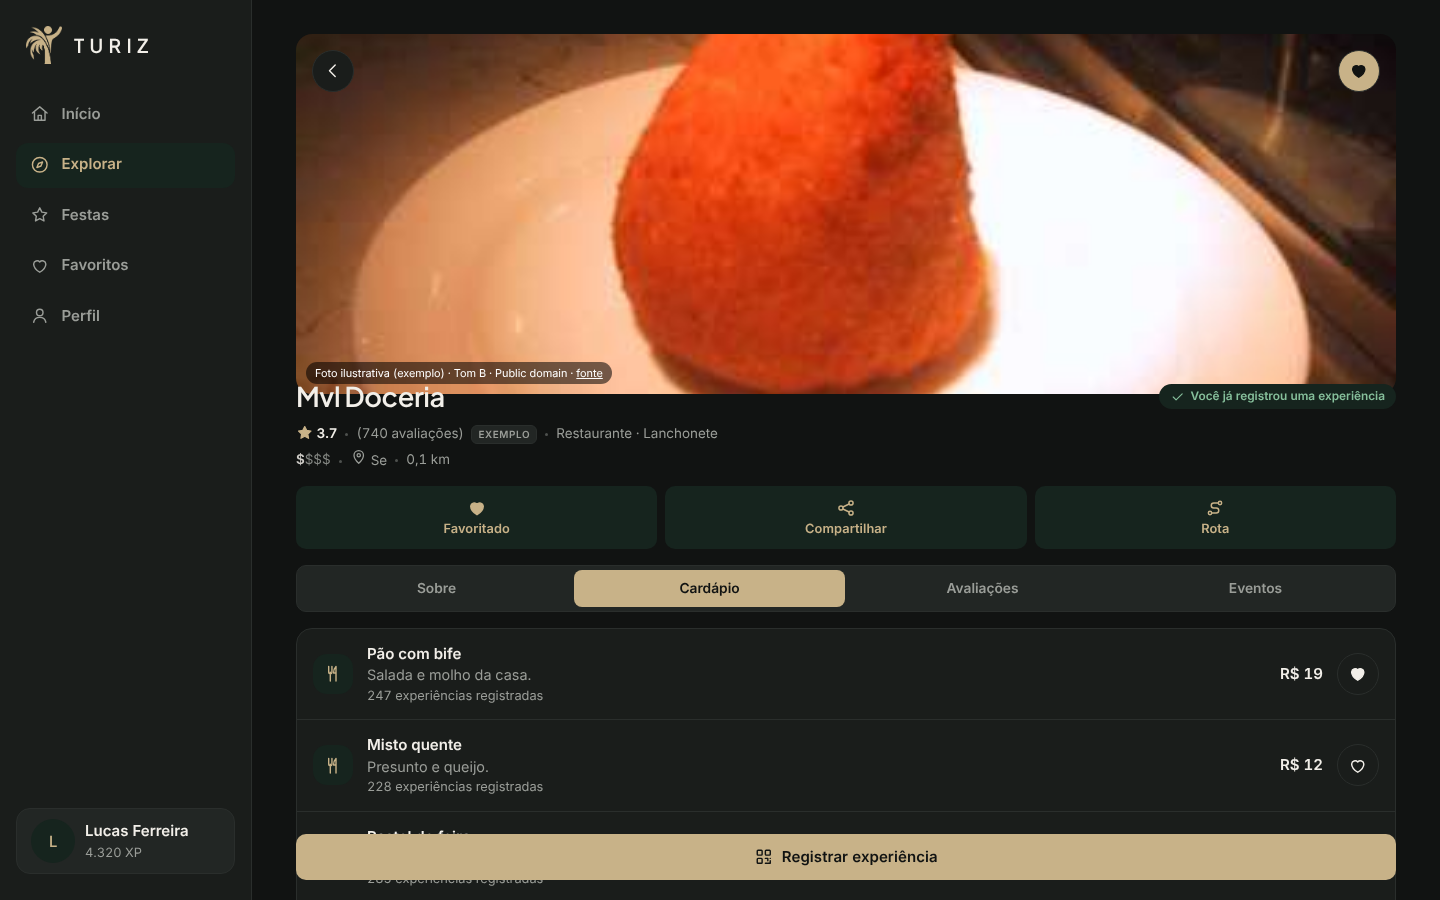 TURIZ
Início
Explorar
Festas
Favoritos
Perfil
Lucas Ferreira
L
4.320 XP
Foto ilustrativa (exemplo) · Tom B · Public domain · fonte
Mvl Doceria
Você já registrou uma experiência
3.7 · (740 avaliações) EXEMPLO · Restaurante · Lanchonete
$$$$ · Se · 0,1 km
Favoritado
Compartilhar
Rota
Sobre
Cardápio
Avaliações
Eventos
Pão com bife
Salada e molho da casa.
247 experiências registradas
R$ 19
Misto quente
Presunto e queijo.
228 experiências registradas
R$ 12
Registrar experiência
experiências registradas